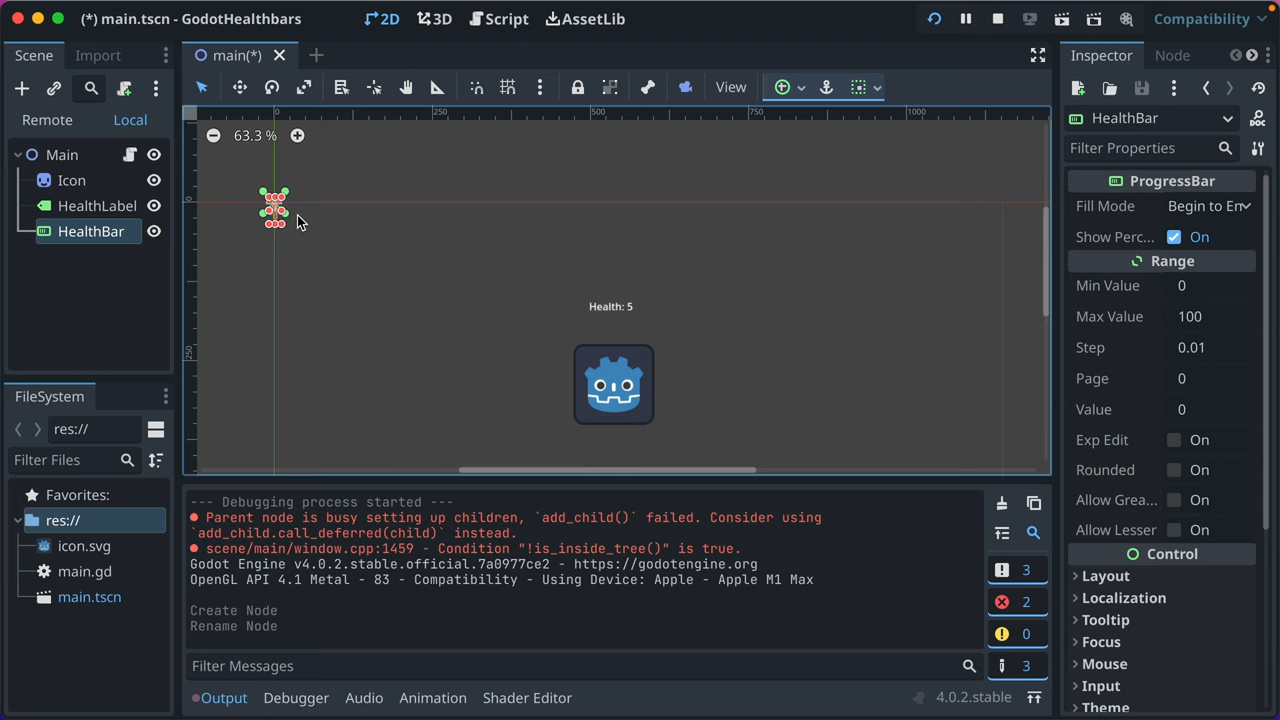 (*) main.tscn - GodotHealthbars
2D
3D
Script
AssetLib
Compatibility
Scene
Import
main(*)
Inspector
Node
View
Remote
Local
Main
Icon
HealthLabel
HealthBar
63.3 %
0
250
500
750
1000
0
250
Health: 5
HealthBar
Filter Properties
ProgressBar
Fill Mode
Begin to En
Show Perc...
On
Range
Min Value
0
Max Value
100
Step
0.01
Page
0
Value
0
Exp Edit
On
Rounded
On
Allow Grea...
On
Allow Lesser
On
Control
Layout
Localization
Tooltip
Focus
Mouse
Input
Theme
FileSystem
res://
Filter Files
Favorites:
res://
icon.svg
main.gd
main.tscn
--- Debugging process started ---
Parent node is busy setting up children, `add_child()` failed. Consider using
`add_child.call_deferred(child)` instead.
scene/main/window.cpp:1459 - Condition "!is_inside_tree()" is true.
Godot Engine v4.0.2.stable.official.7a0977ce2 - https://godotengine.org
OpenGL API 4.1 Metal - 83 - Compatibility - Using Device: Apple - Apple M1 Max
Create Node
Rename Node
3
2
0
3
Filter Messages
Output
Debugger
Audio
Animation
Shader Editor
4.0.2.stable